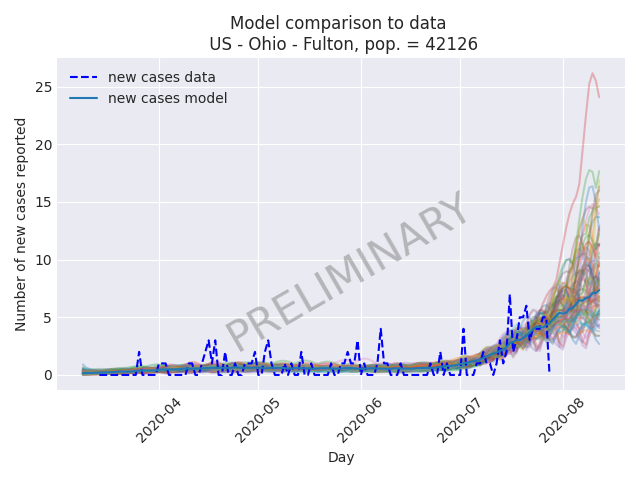 Model comparison to data
US - Ohio - Fulton, pop. = 42126
new cases data
new cases model
Number of new cases reported
25
20
15
10
5
0
PRELIMINARY
2020-04
2020-05
2020-06
2020-07
2020-08
Day